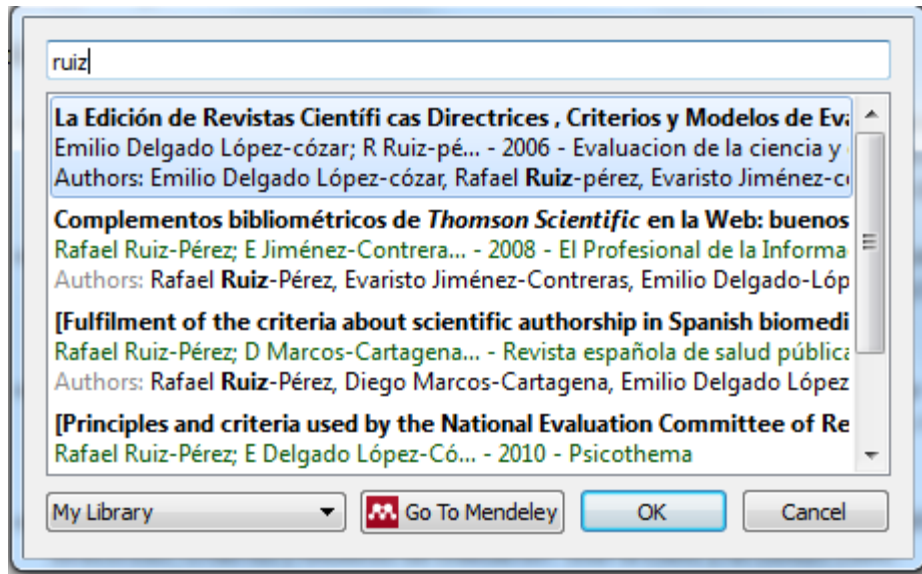 ruiz
La Edición de Revistas Científi cas Directrices , Criterios y Modelos de
Emilio Delgado López-cózar; R Ruiz-pé... - 2006 - Evaluacion de la ciencia y
Authors: Emilio Delgado López-cózar, Rafael Ruiz-pérez, Evaristo
Complementos bibliométricos de Thomson Scientific en la Web: buenos
Rafael Ruiz-Pérez; E Jiménez-Contrera... - 2008 - El Profesional de la Informa
Authors: Rafael Ruiz-Pérez, Evaristo Jiménez-Contreras, Emilio Delgado-Lóp
[Fulfilment of the criteria about scientific authorship in Spanish biomedi
Rafael Ruiz-Pérez; D Marcos-Cartagena... - Revista española de salud pública
Authors: Rafael Ruiz-Pérez, Diego Marcos-Cartagena, Emilio Delgado López
[Principles and criteria used by the National Evaluation Committee of Re
Rafael Ruiz-Pérez; E Delgado López-Có... - 2010 - Psicothema
My Library Go To Mendeley OK Cancel